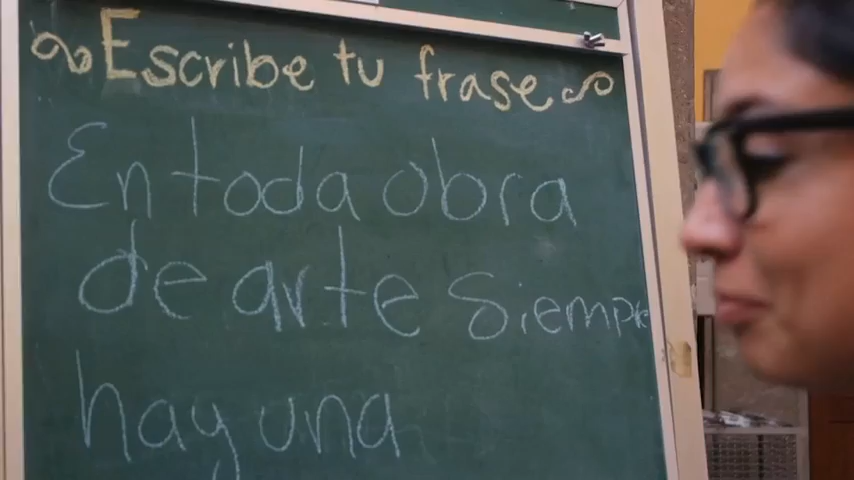 Escribe tu frase
En toda obra
de arte siempre
hay una